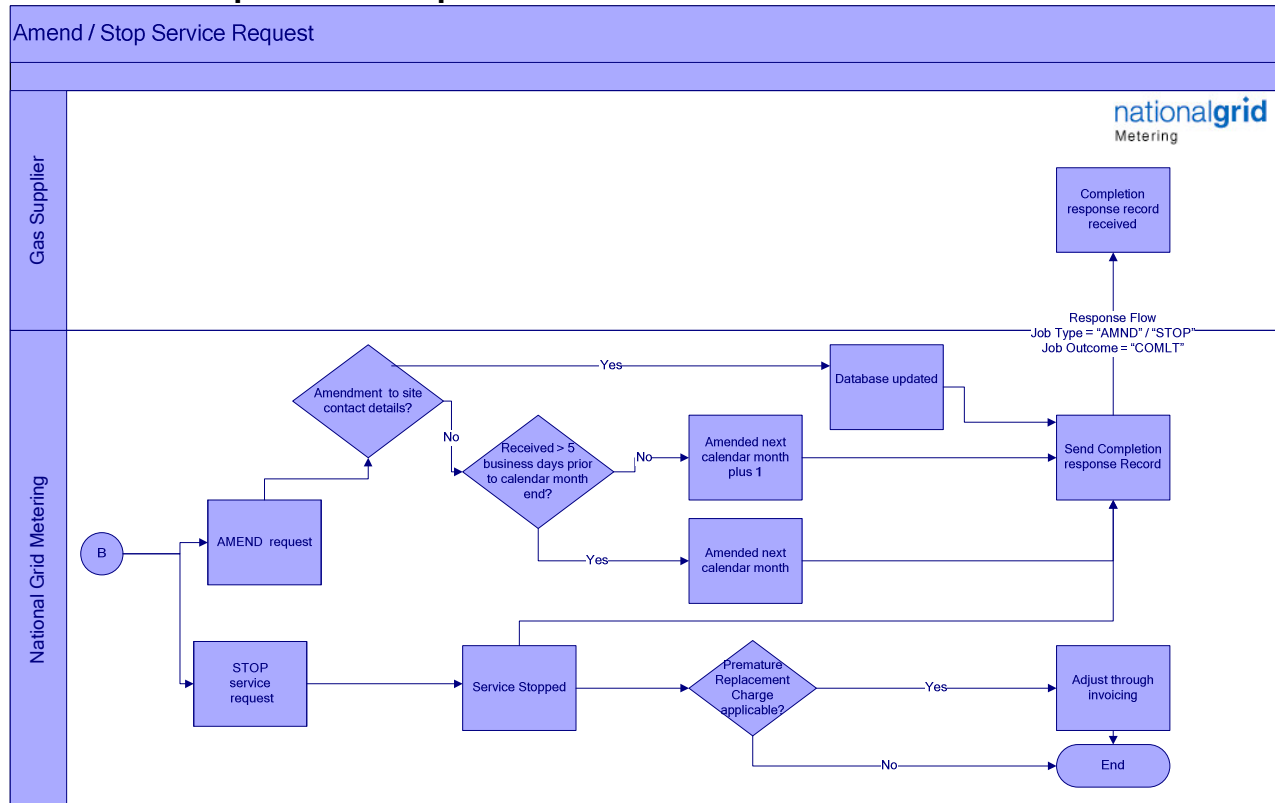 Amend / Stop Service Request
nationalgrid
Metering
Gas Supplier
Completion
response record
received
Response Flow
Job Type = “AMND” / “STOP”
Job Outcome = “COMLT”
National Grid Metering
Amendment to site
contact details?
Yes
Database updated
No
Received > 5
business days prior
to calendar month
end?
No
Amended next
calendar month
plus 1
Send Completion
response Record
B
AMEND request
Yes
Amended next
calendar month
STOP
service
request
Service Stopped
Premature
Replacement
Charge
applicable?
Yes
Adjust through
invoicing
No
End